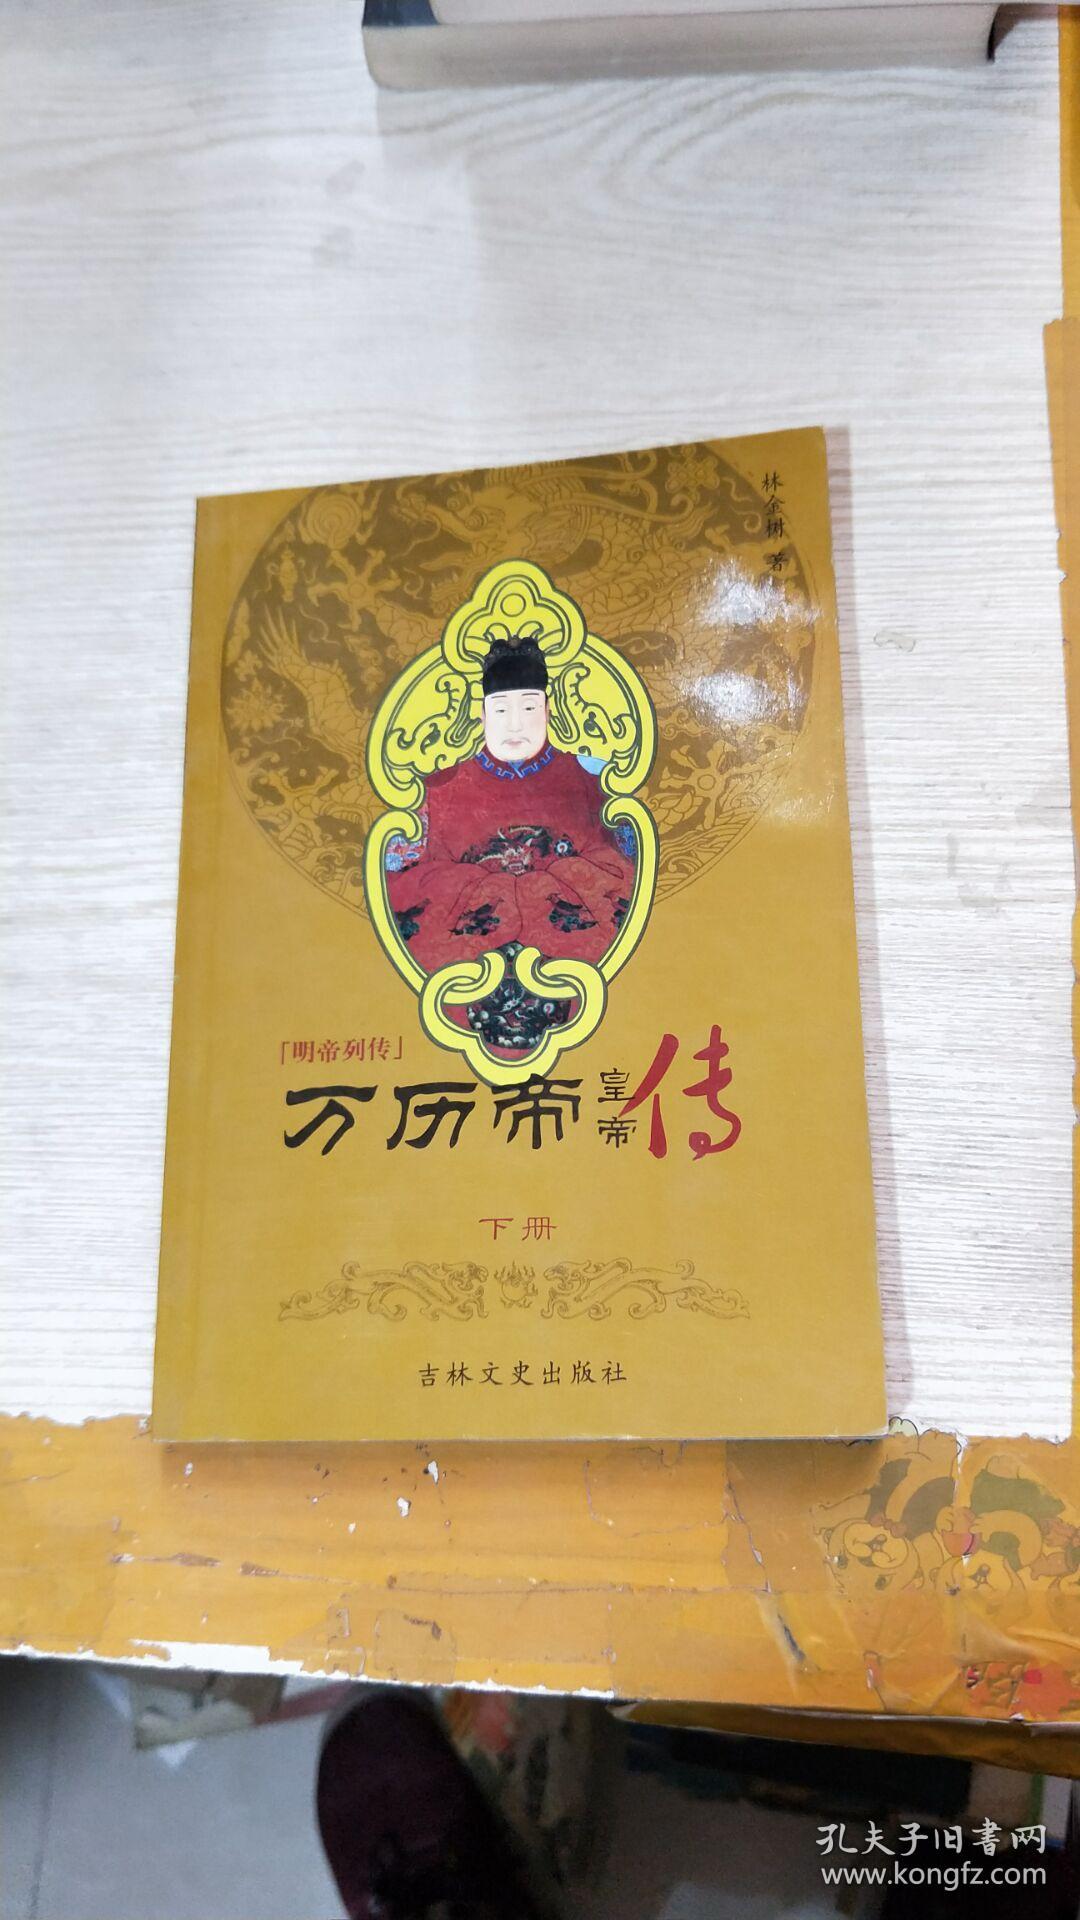 林金树 著
「明帝列传」
万历帝皇帝传
下册
吉林文史出版社
孔夫子旧書网
www.kongfz.com